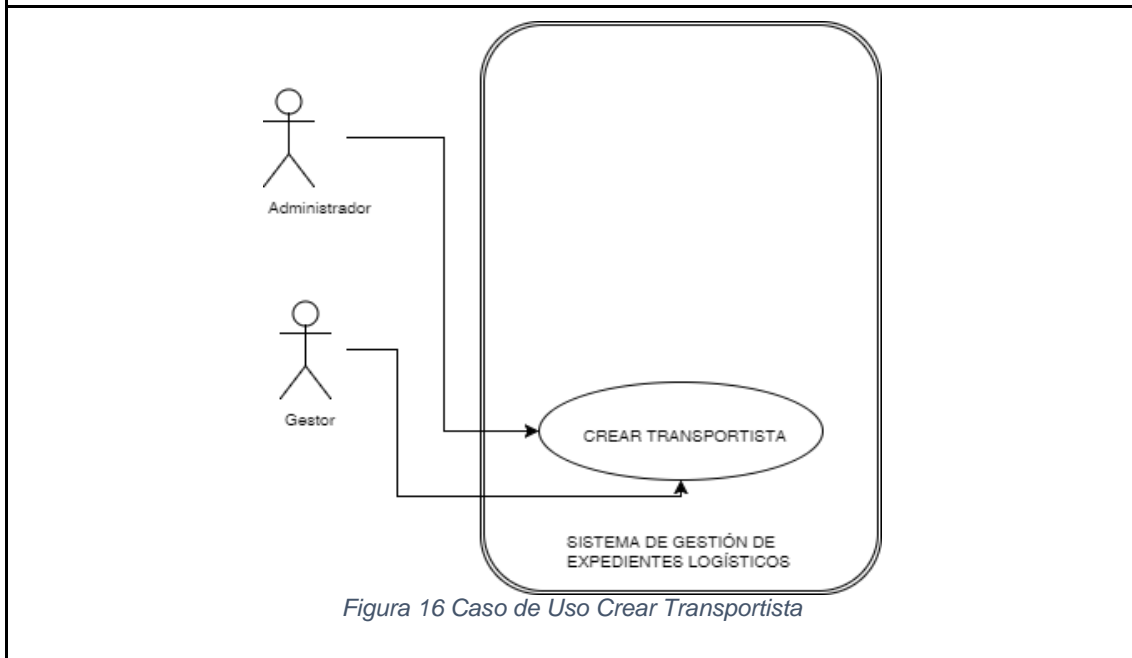 Administrador
Gestor
CREAR TRANSPORTISTA
SISTEMA DE GESTIÓN DE
EXPEDIENTES LOGÍSTICOS
Figura 16 Caso de Uso Crear Transportista